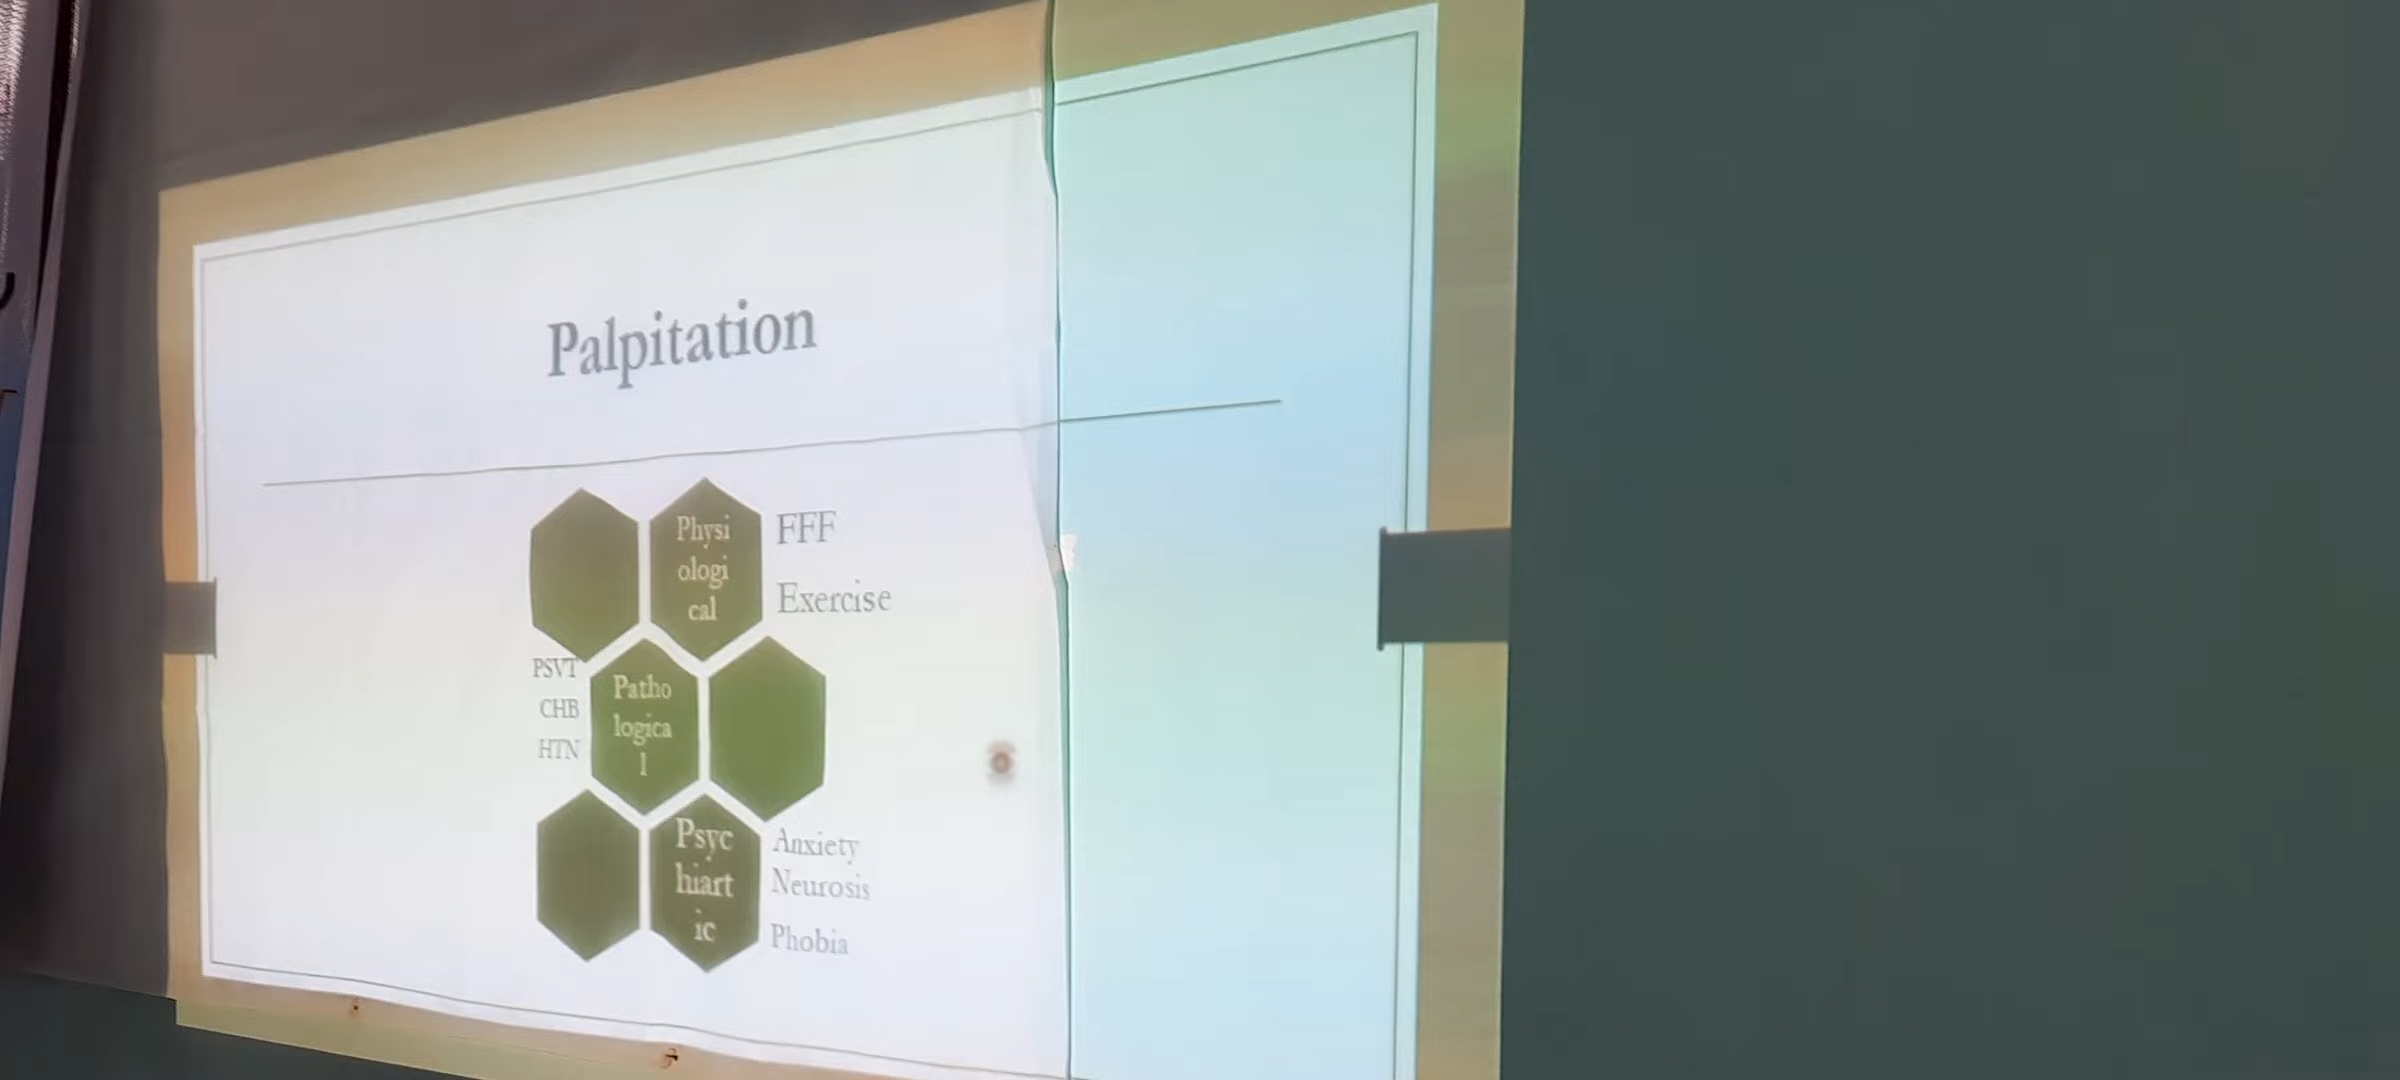 Palpitation
Physi
ologi
cal
FFF
Exercise
PSVT
CHB
HTN
Patho
logica
l
Psyc
hiart
ic
Anxiety
Neurosis
Phobia